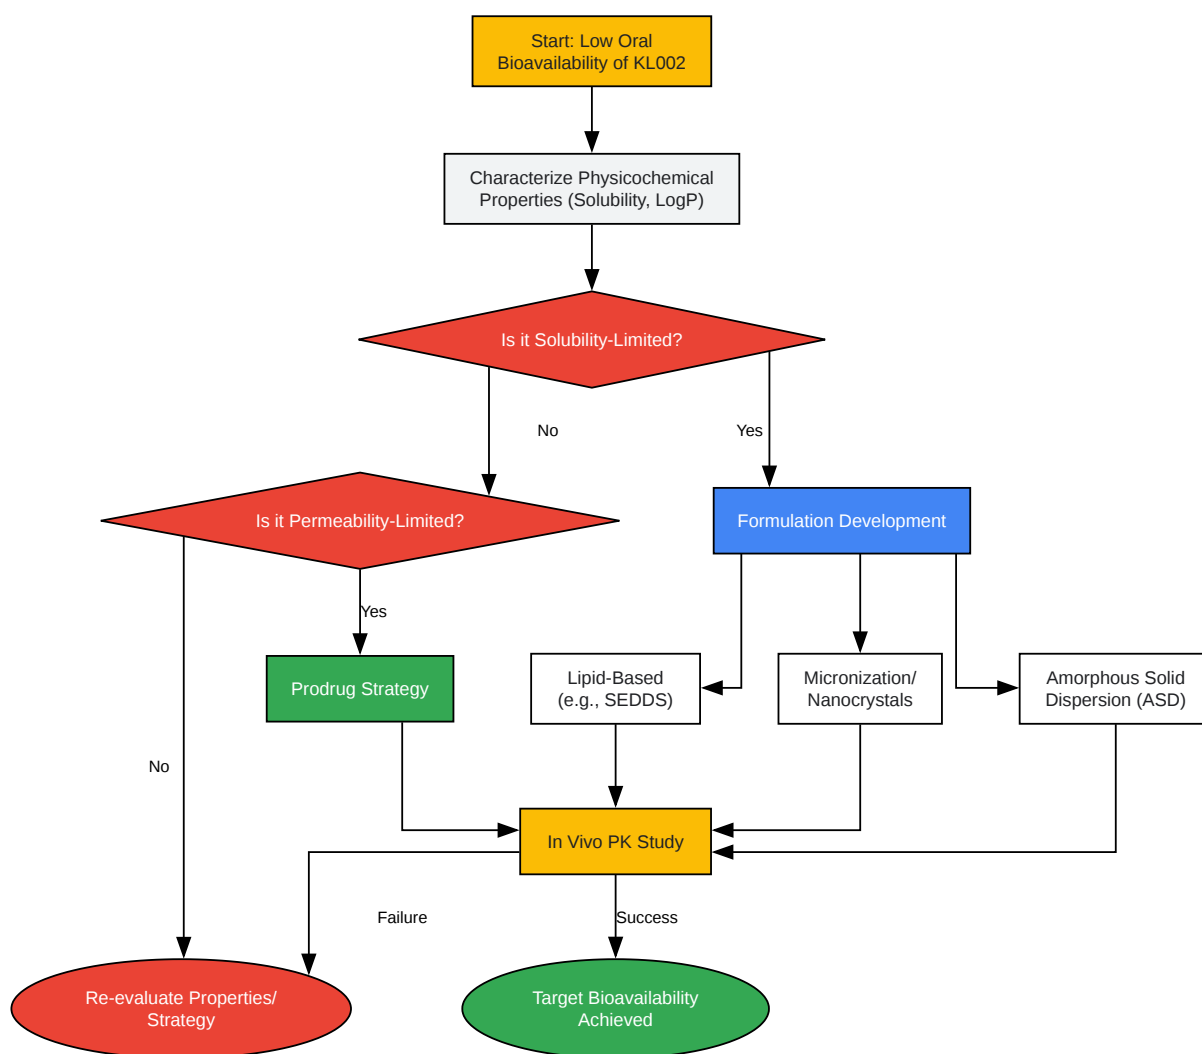 Start: Low Oral
Bioavailability of KL002
Characterize Physicochemical
Properties (Solubility, LogP)
Is it Solubility-Limited?
No
Yes
Is it Permeability-Limited?
Formulation Development
Yes
Prodrug Strategy
Lipid-Based
(e.g., SEDDS)
Micronization/
Nanocrystals
Amorphous Solid
Dispersion (ASD)
No
In Vivo PK Study
Failure
Success
Re-evaluate Properties/
Strategy
Target Bioavailability
Achieved